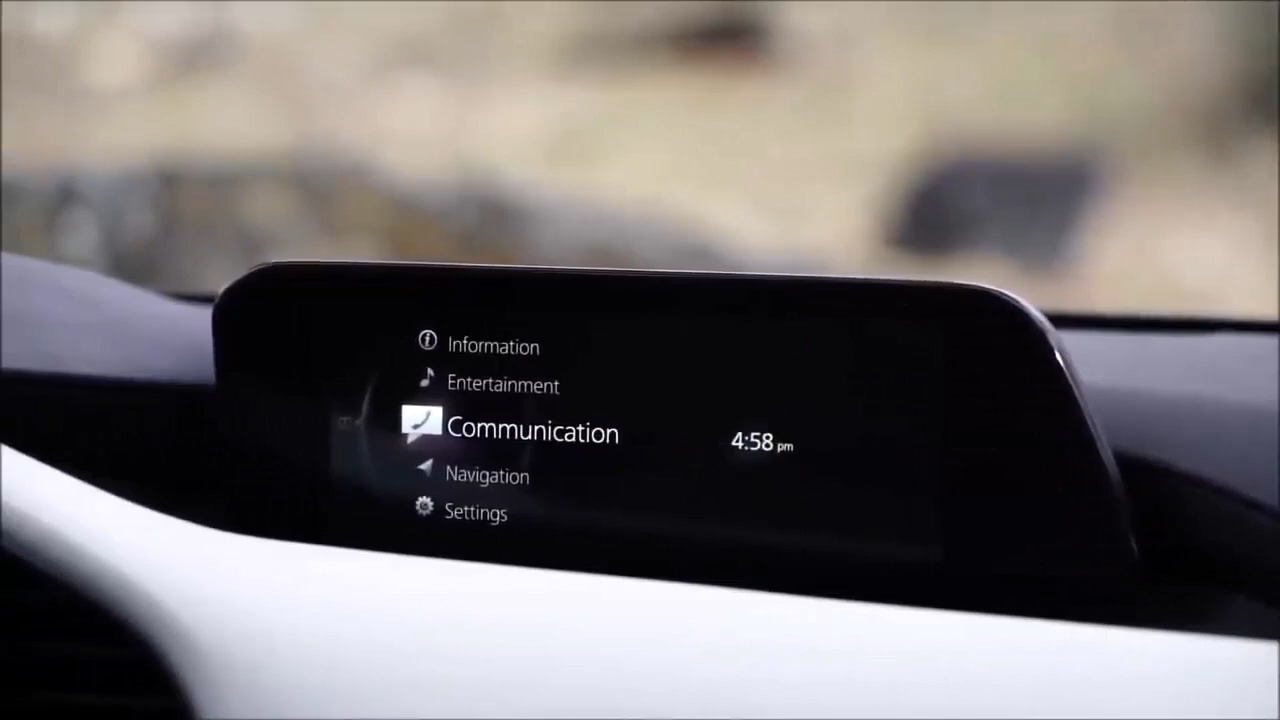 Information
Entertainment
Communication
4:58 pm
Navigation
Settings